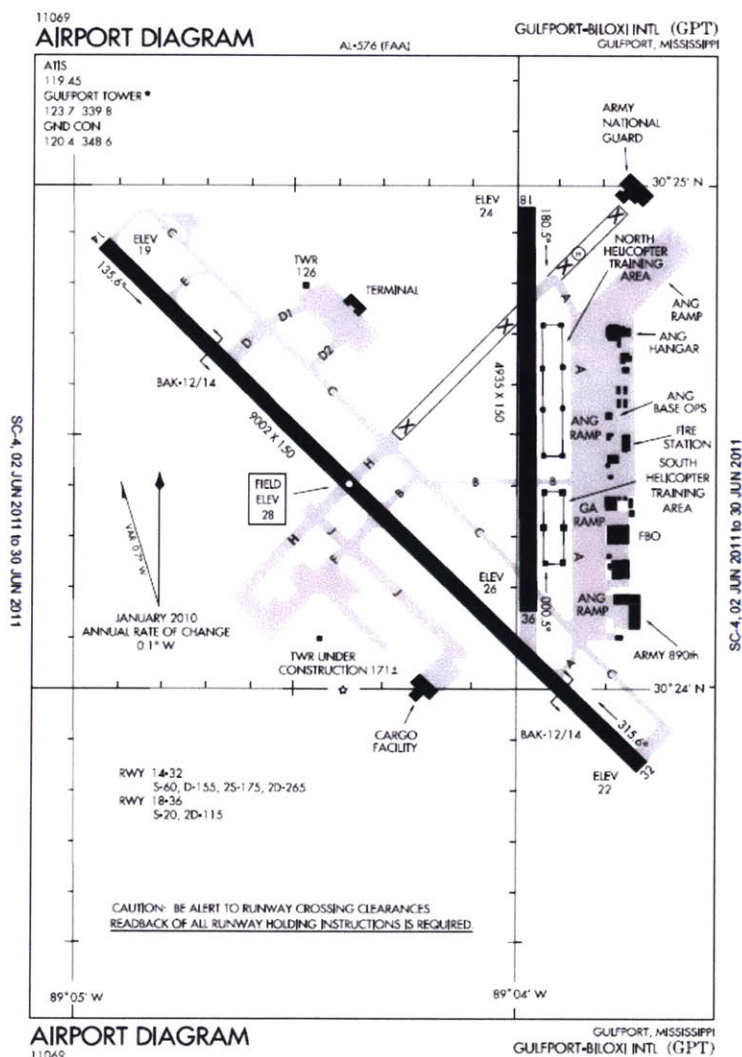 11069
AIRPORT DIAGRAM
AL-576 (FAA)
GULFPORT-BILOXI INTL (GPT)
GULFPORT, MISSISSIPPI
ATIS
119.45
GULFPORT TOWER*
123.7 339.8
GND CON
120.4 348.6
ARMY
NATIONAL
GUARD
30°25' N
ELEV
24
18
180.5°
NORTH
HELICOPTER
TRAINING
AREA
14
ELEV
19
135.6°
C
E
TWR
126
TERMINAL
D
D1
D2
C
X
X
H
X
X
A
A
ANG
RAMP
ANG
HANGAR
BAK-12/14
9002 X 150
4935 X 150
ANG
BASE OPS
ANG
RAMP
FIRE
STATION
SOUTH
HELICOPTER
TRAINING
AREA
FIELD
ELEV
28
H
B
B
B
C
GA
RAMP
FBO
H
J
F
J
A
VAR 0.7° W
JANUARY 2010
ANNUAL RATE OF CHANGE
0.1° W
ELEV
26
36
000.5°
ANG
RAMP
ARMY 890th
TWR UNDER
CONSTRUCTION 171±
A
C
30°24' N
CARGO
FACILITY
BAK-12/14
315.6°
32
ELEV
22
RWY 14-32
S-60, D-155, 2S-175, 2D-265
RWY 18-36
S-20, 2D-115
CAUTION: BE ALERT TO RUNWAY CROSSING CLEARANCES
READBACK OF ALL RUNWAY HOLDING INSTRUCTIONS IS REQUIRED.
89°05' W
89°04' W
SC-4, 02 JUN 2011 to 30 JUN 2011
SC-4, 02 JUN 2011 to 30 JUN 2011
AIRPORT DIAGRAM
11069
GULFPORT, MISSISSIPPI
GULFPORT-BILOXI INTL (GPT)